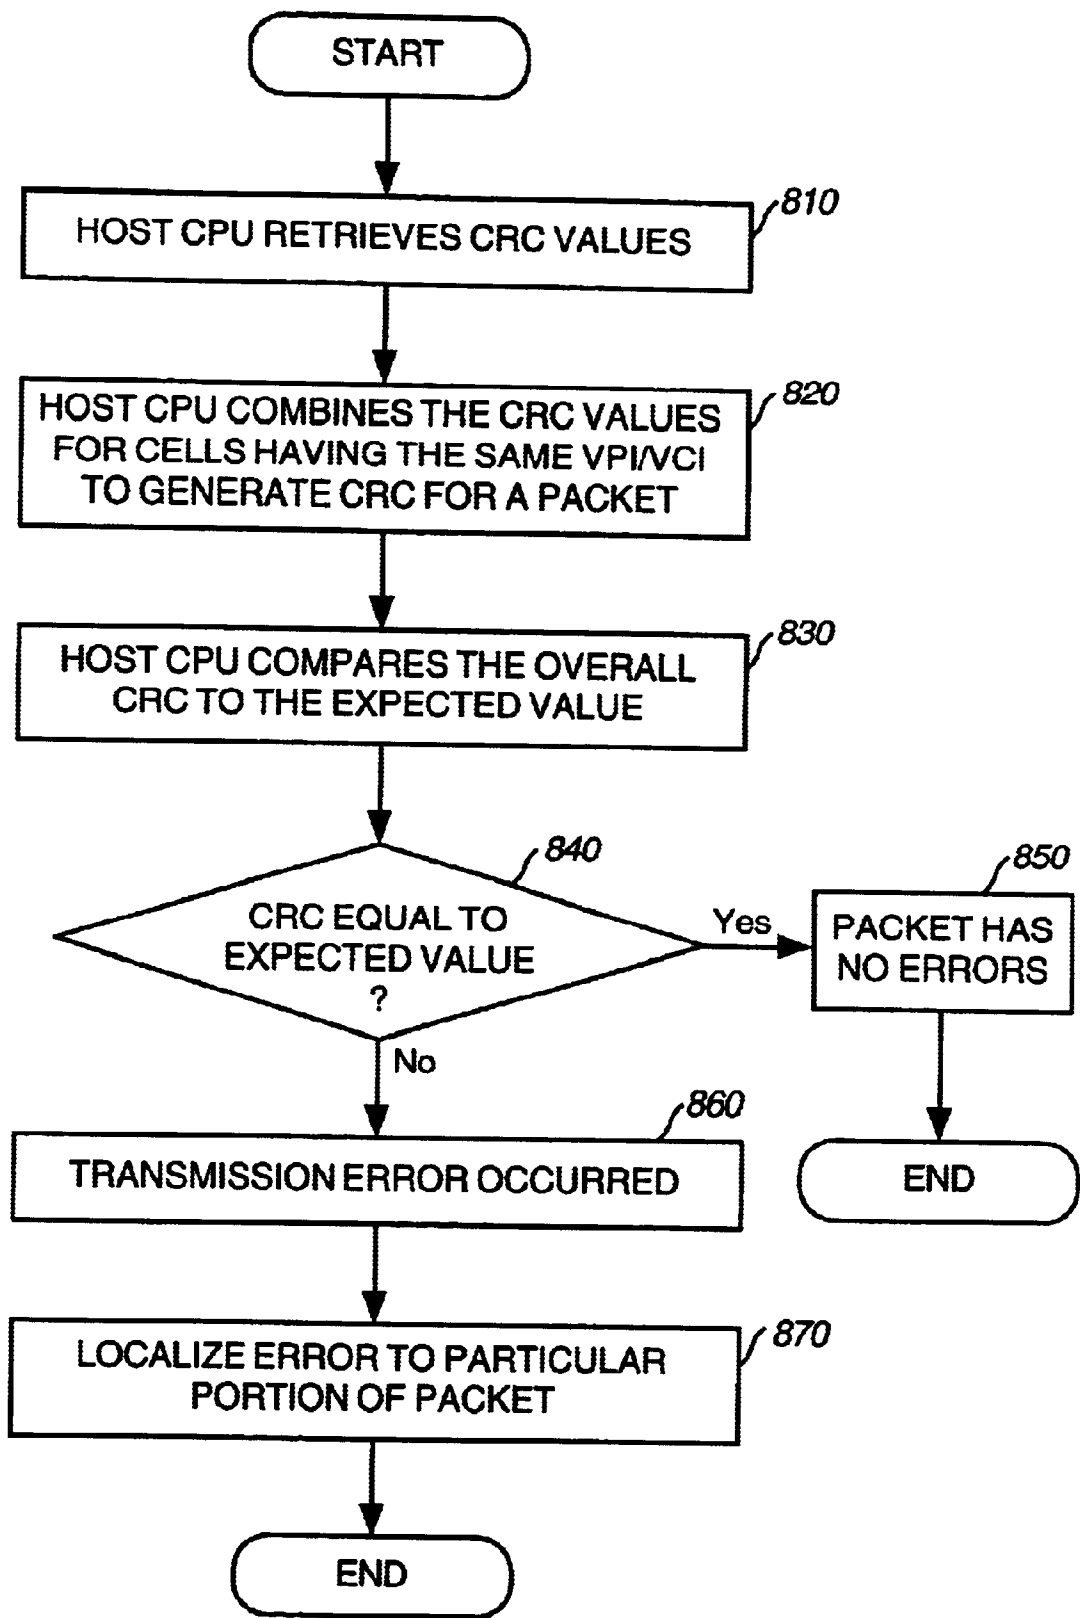 START
810
HOST CPU RETRIEVES CRC VALUES
820
HOST CPU COMBINES THE CRC VALUES
FOR CELLS HAVING THE SAME VPI/VCI
TO GENERATE CRC FOR A PACKET
830
HOST CPU COMPARES THE OVERALL
CRC TO THE EXPECTED VALUE
840
CRC EQUAL TO
EXPECTED VALUE
?
Yes
850
PACKET HAS
NO ERRORS
END
No
860
TRANSMISSION ERROR OCCURRED
870
LOCALIZE ERROR TO PARTICULAR
PORTION OF PACKET
END